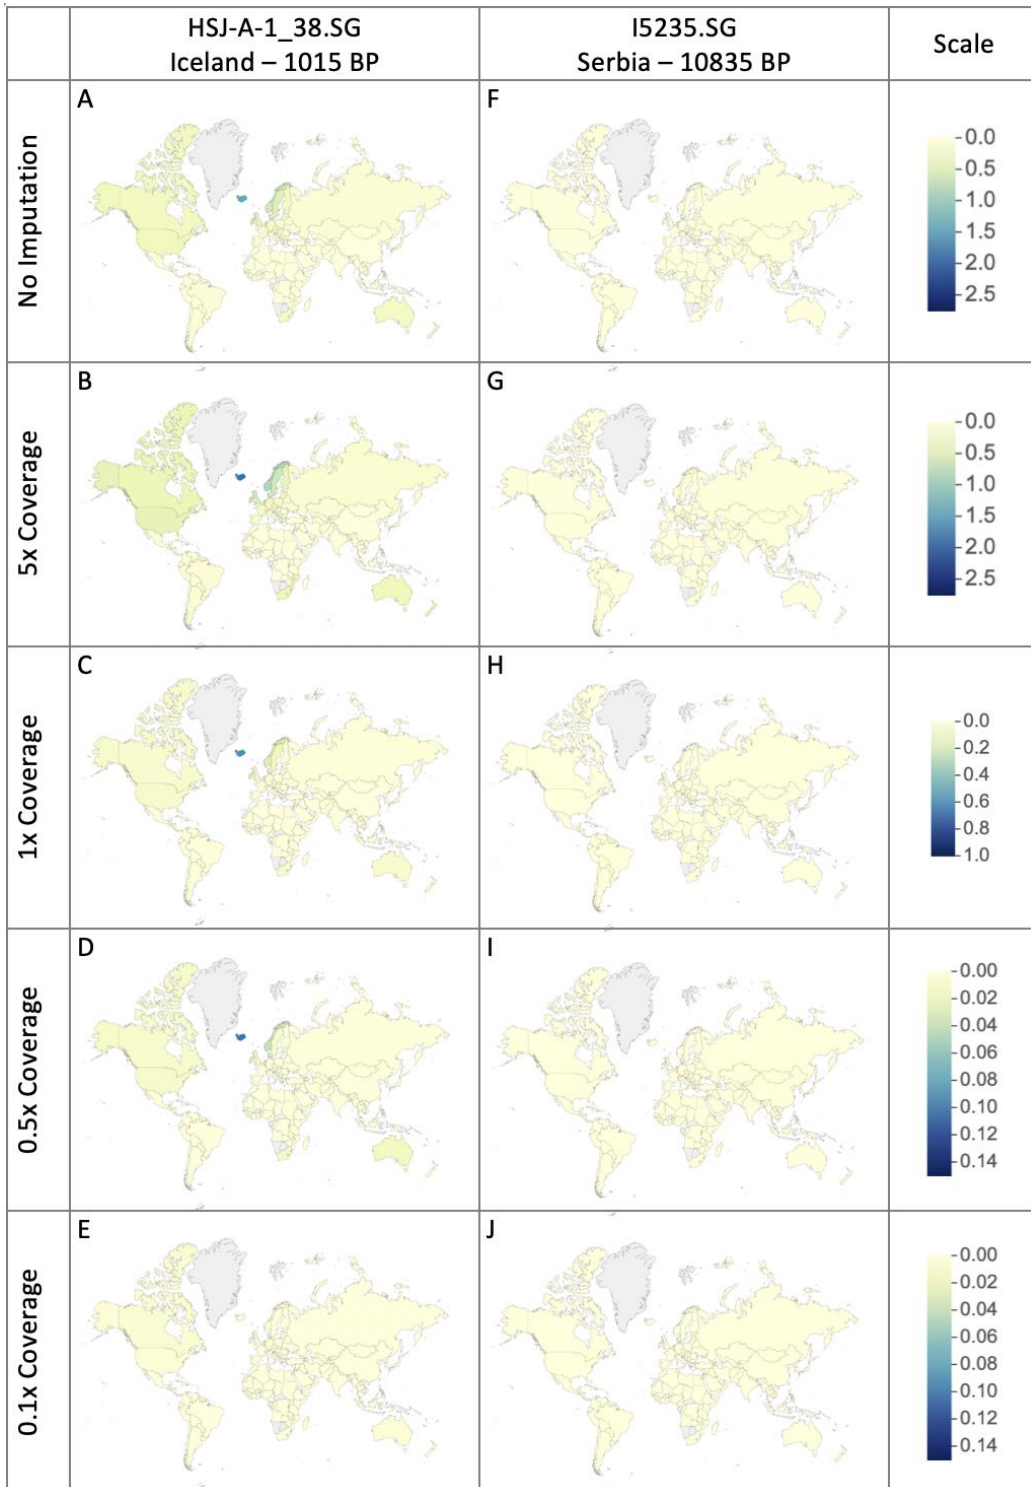 HSJ-A-1_38.SG
Iceland – 1015 BP
I5235.SG
Serbia – 10835 BP
Scale
No Imputation
A
F
0.0
0.5
1.0
1.5
2.0
2.5
5x Coverage
B
G
0.0
0.5
1.0
1.5
2.0
2.5
1x Coverage
C
H
0.0
0.2
0.4
0.6
0.8
1.0
0.5x Coverage
D
I
0.00
0.02
0.04
0.06
0.08
0.10
0.12
0.14
0.1x Coverage
E
J
0.00
0.02
0.04
0.06
0.08
0.10
0.12
0.14